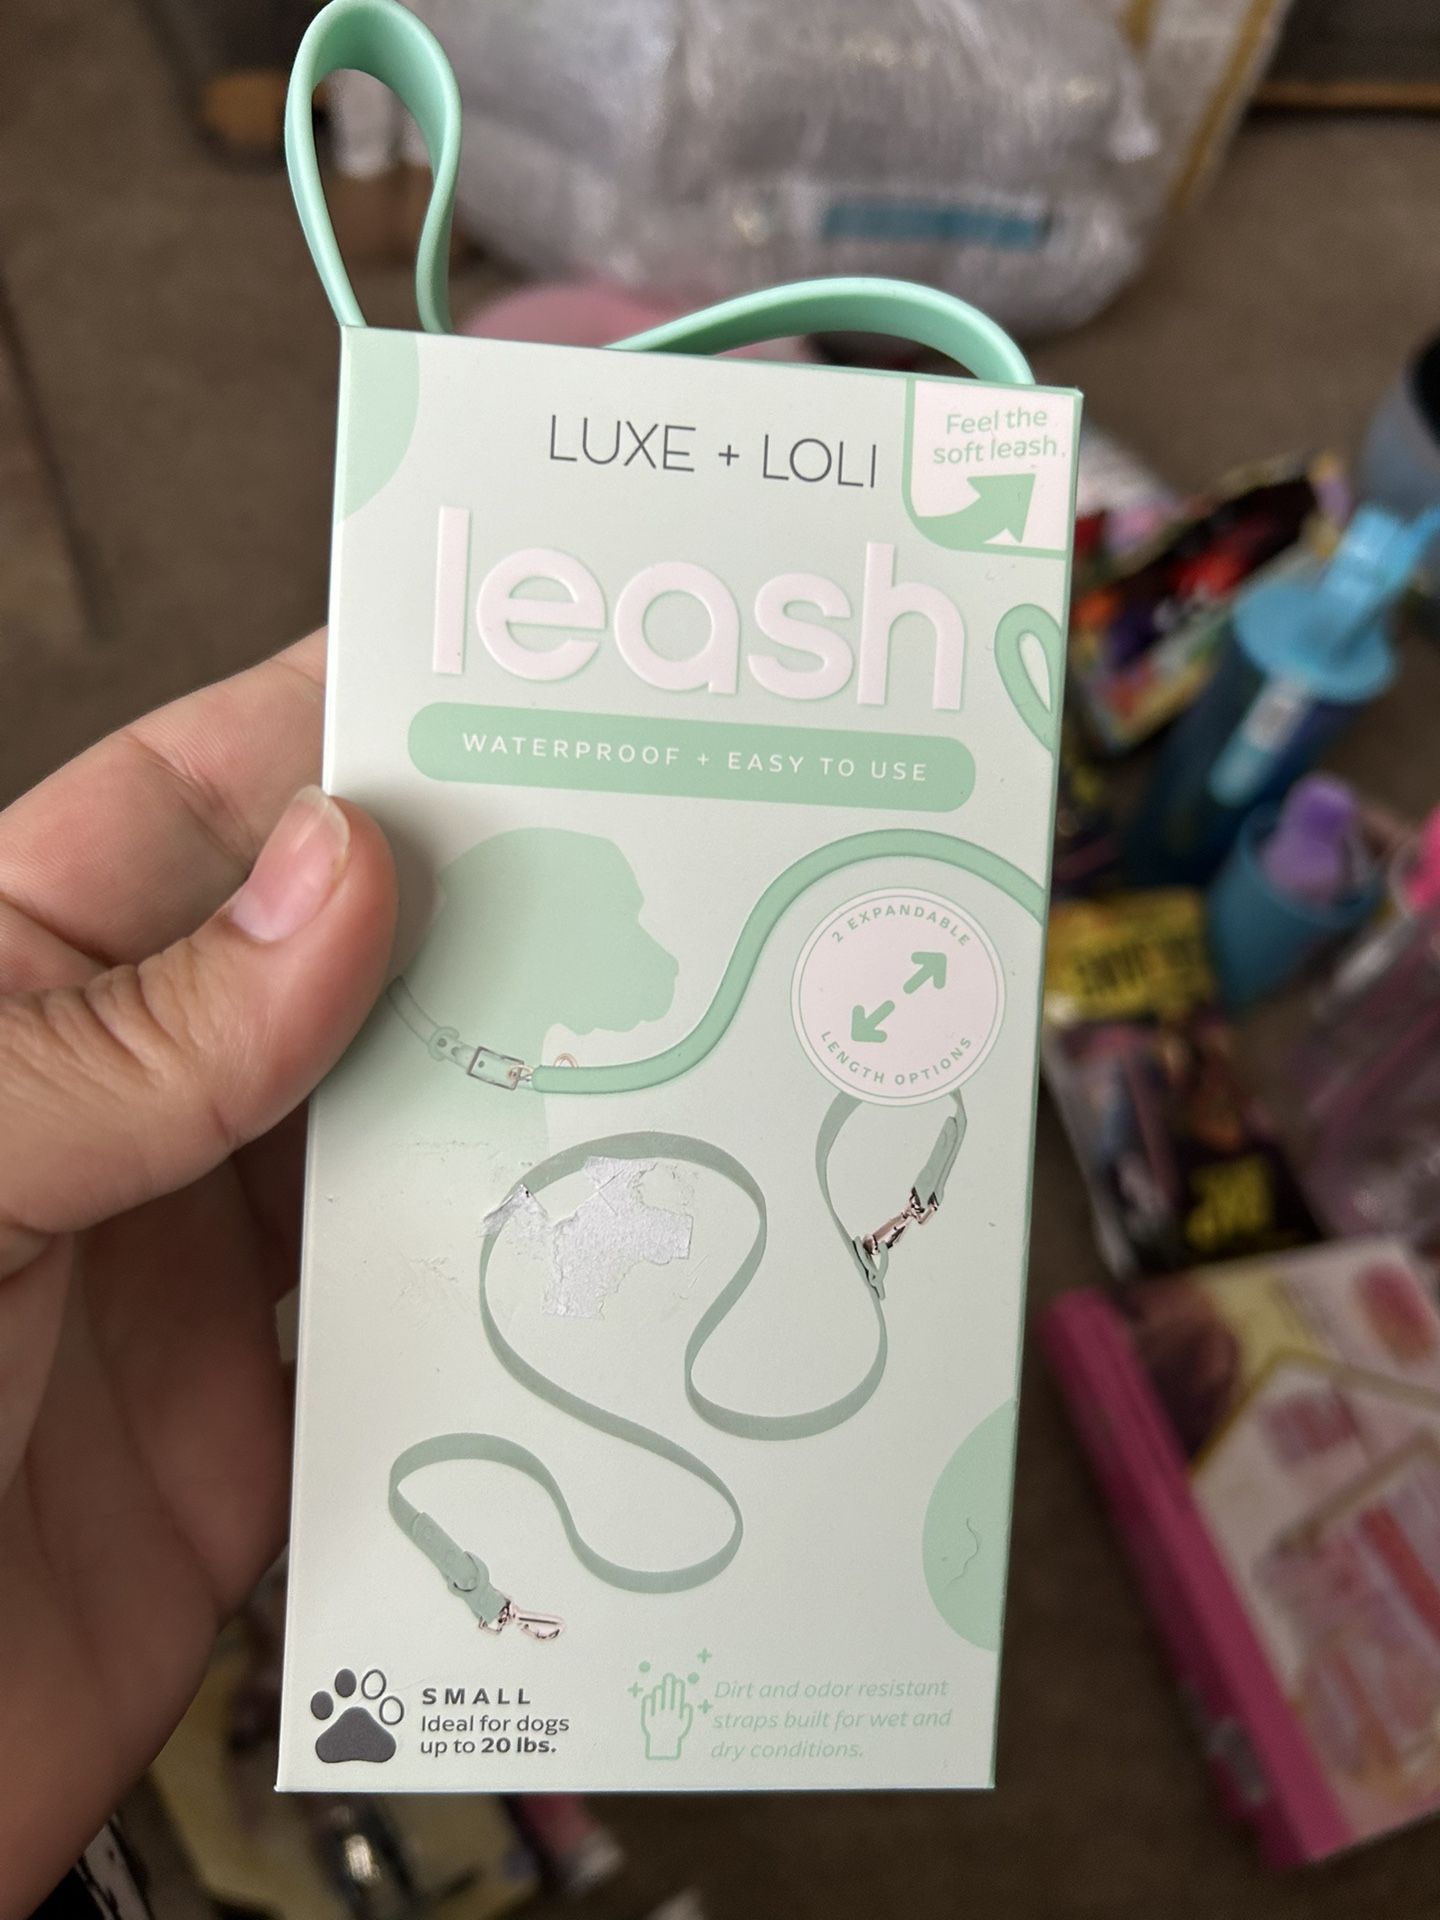 LUXE + LOLI
Feel the
soft leash.
leash
WATERPROOF + EASY TO USE
2 EXPANDABLE
LENGTH OPTIONS
SMALL
Ideal for dogs
up to 20 lbs.
Dirt and odor resistant
straps built for wet and
dry conditions.